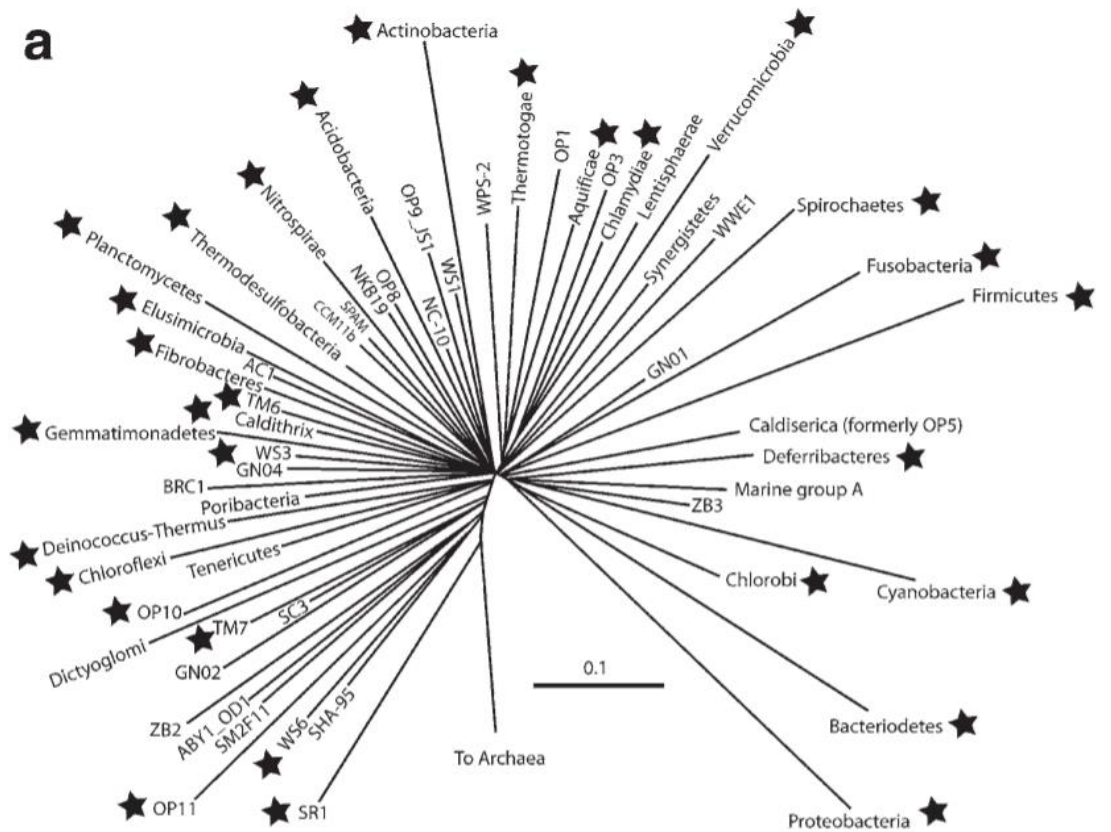 a
Actinobacteria
Verrucomicrobia
Thermotogae
Acidobacteria
OP1
Aquificae
OP3
Chlamydiae
Lentisphaerae
WPS-2
Nitrospirae
OP9_JS1
Synergistetes
WWE1
Spirochaetes
Thermodesulfobacteria
Planctomycetes
WS1
OP8
NKB19
SPAM
CCM11b
NC-10
Fusobacteria
Firmicutes
Elusimicrobia
AC1
Fibrobacteres
GN01
TM6
Caldithrix
Gemmatimonadetes
Caldiserica (formerly OP5)
WS3
Deferribacteres
GN04
BRC1
Marine group A
Poribacteria
ZB3
Deinococcus-Thermus
Chloroflexi
Tenericutes
Chlorobi
Cyanobacteria
OP10
SC3
TM7
Dictyoglomi
GN02
0.1
ZB2
ABY1_OD1
SM2F11
WS6
SHA-95
Bacteriodetes
To Archaea
OP11
SR1
Proteobacteria